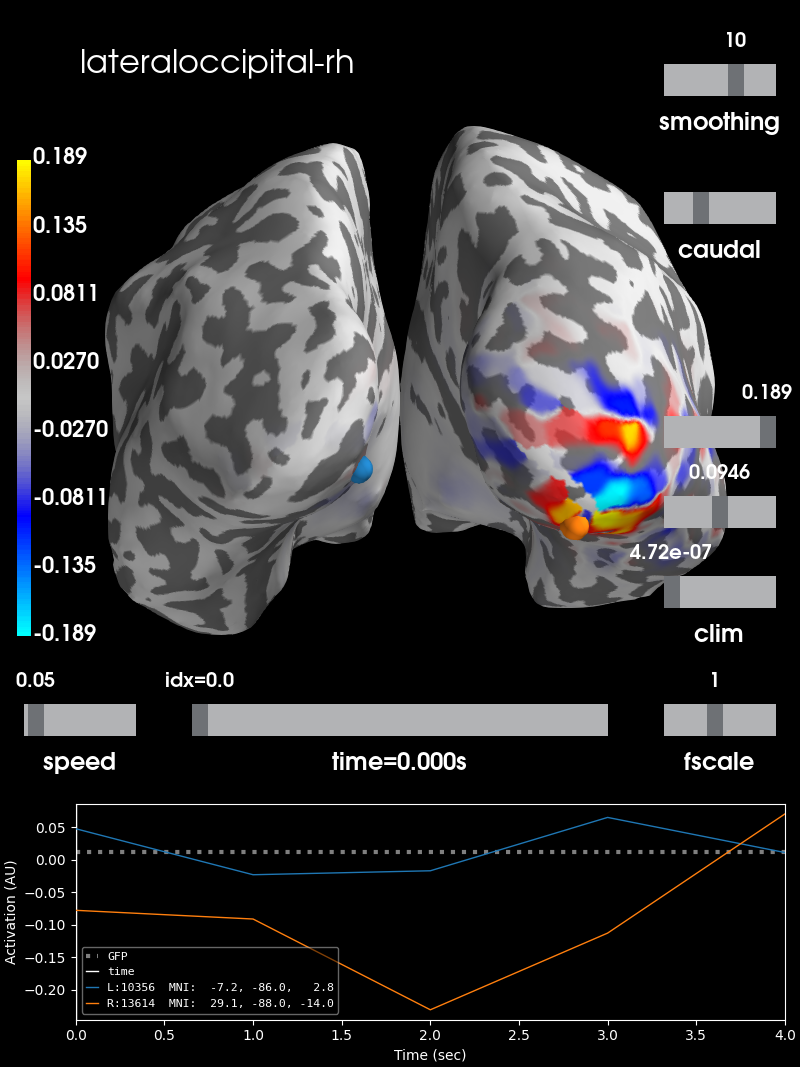 lateraloccipital-rh
10
smoothing
caudal
0.189
0.135
0.0811
0.0270
-0.0270
-0.0811
-0.135
-0.189
0.189
0.0946
4.72e-07
clim
0.05
speed
idx=0.0
time=0.000s
1
fscale
Activation (AU)
0.05
0.00
−0.05
−0.10
−0.15
−0.20
GFP
time
L:10356 MNI: -7.2, -86.0, 2.8
R:13614 MNI: 29.1, -88.0, -14.0
0.0 0.5 1.0 1.5 2.0 2.5 3.0 3.5 4.0
Time (sec)